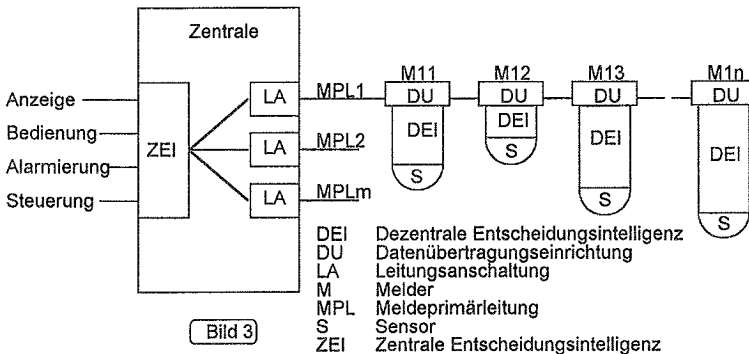 Zentrale
Anzeige
Bedienung
Alarmierung
Steuerung
ZEI
LA
LA
LA
MPL1
MPL2
MPLm
M11
M12
M13
M1n
DU
DU
DU
DU
DEI
DEI
DEI
DEI
S
S
S
S
DEI Dezentrale Entscheidungsintelligenz
DU Datenübertragungseinrichtung
LA Leitungsanschaltung
M Melder
MPL Meldeprimärleitung
S Sensor
ZEI Zentrale Entscheidungsintelligenz
Bild 3